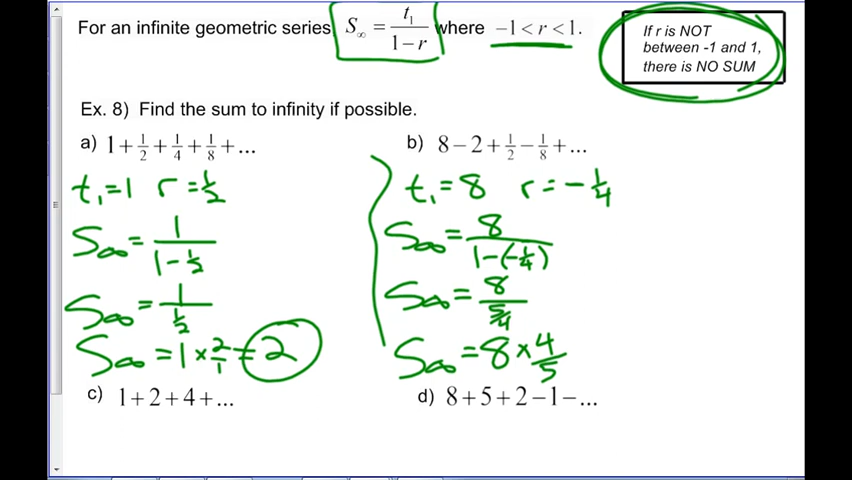 For an infinite geometric series, S∞ = t₁/(1 − r) where −1 < r < 1.
If r is NOT
between -1 and 1,
there is NO SUM
Ex. 8) Find the sum to infinity if possible.
a) 1 + 1/2 + 1/4 + 1/8 + ...
t₁ = 1 r = 1/2
S∞ = 1/(1 − 1/2)
S∞ = 1/(1/2)
S∞ = 1 × 2/1 = 2
b) 8 − 2 + 1/2 − 1/8 + ...
t₁ = 8 r = −1/4
S∞ = 8/(1 − (−1/4))
S∞ = 8/(5/4)
S∞ = 8 × 4/5
c) 1 + 2 + 4 + ...
d) 8 + 5 + 2 − 1 − ...